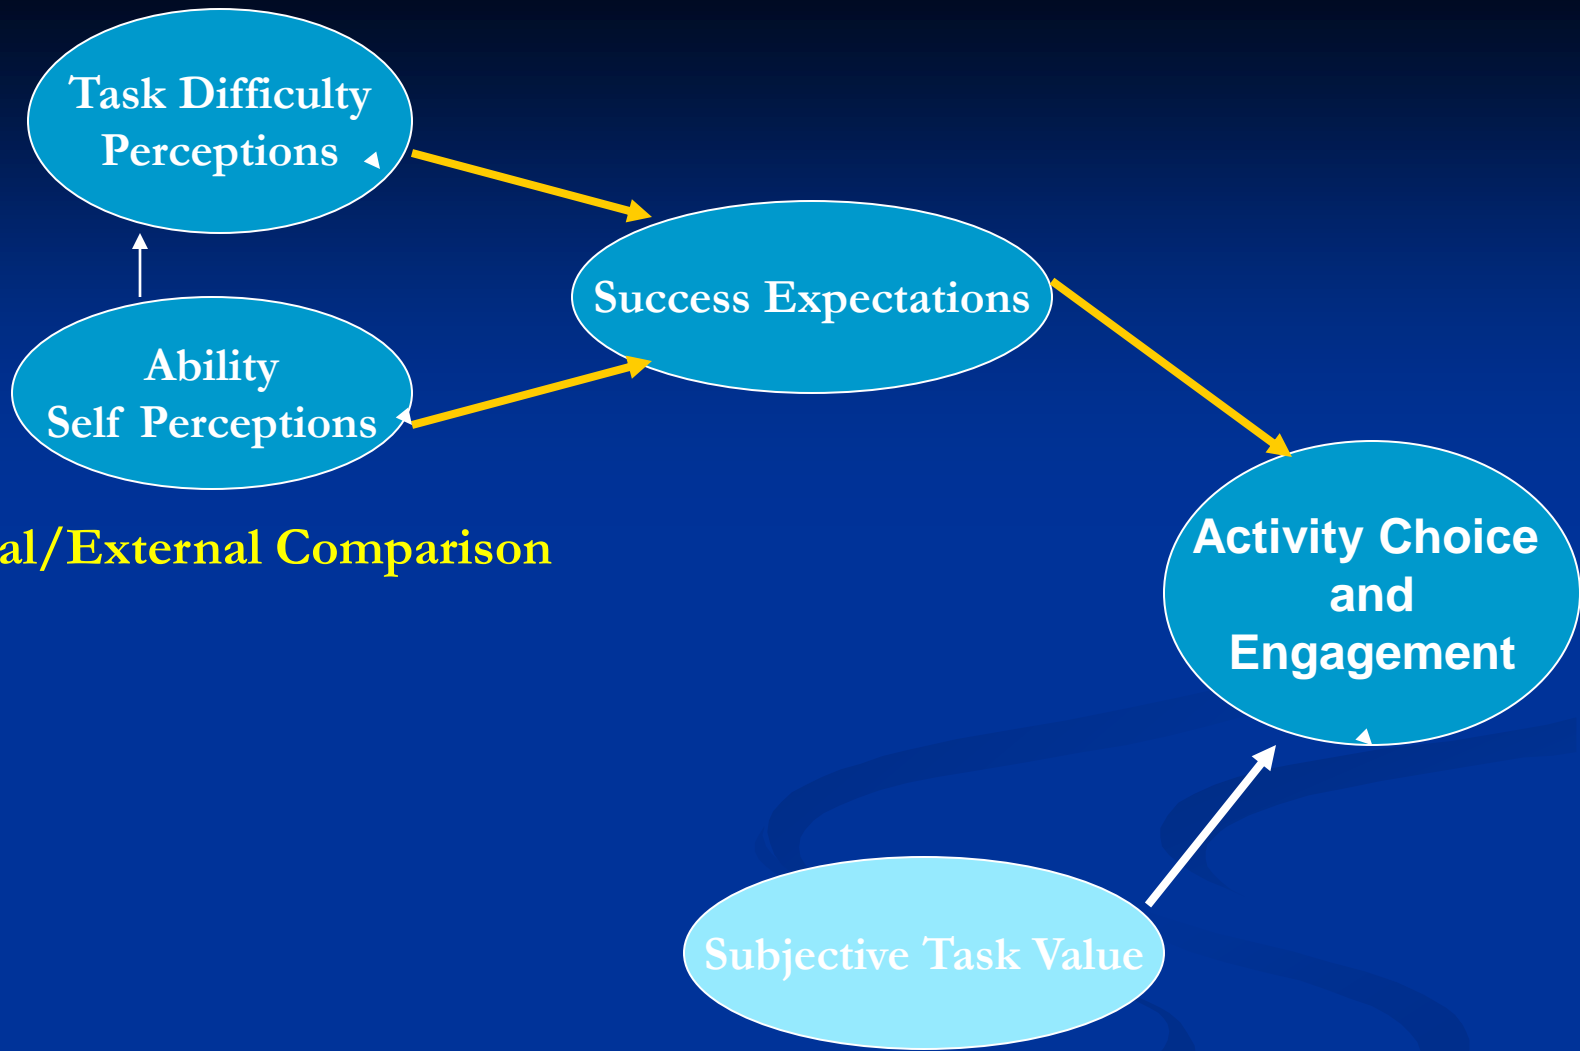 Task Difficulty
Perceptions
Success Expectations
Ability
Self Perceptions
al/External Comparison
Activity Choice
and
Engagement
Subjective Task Value